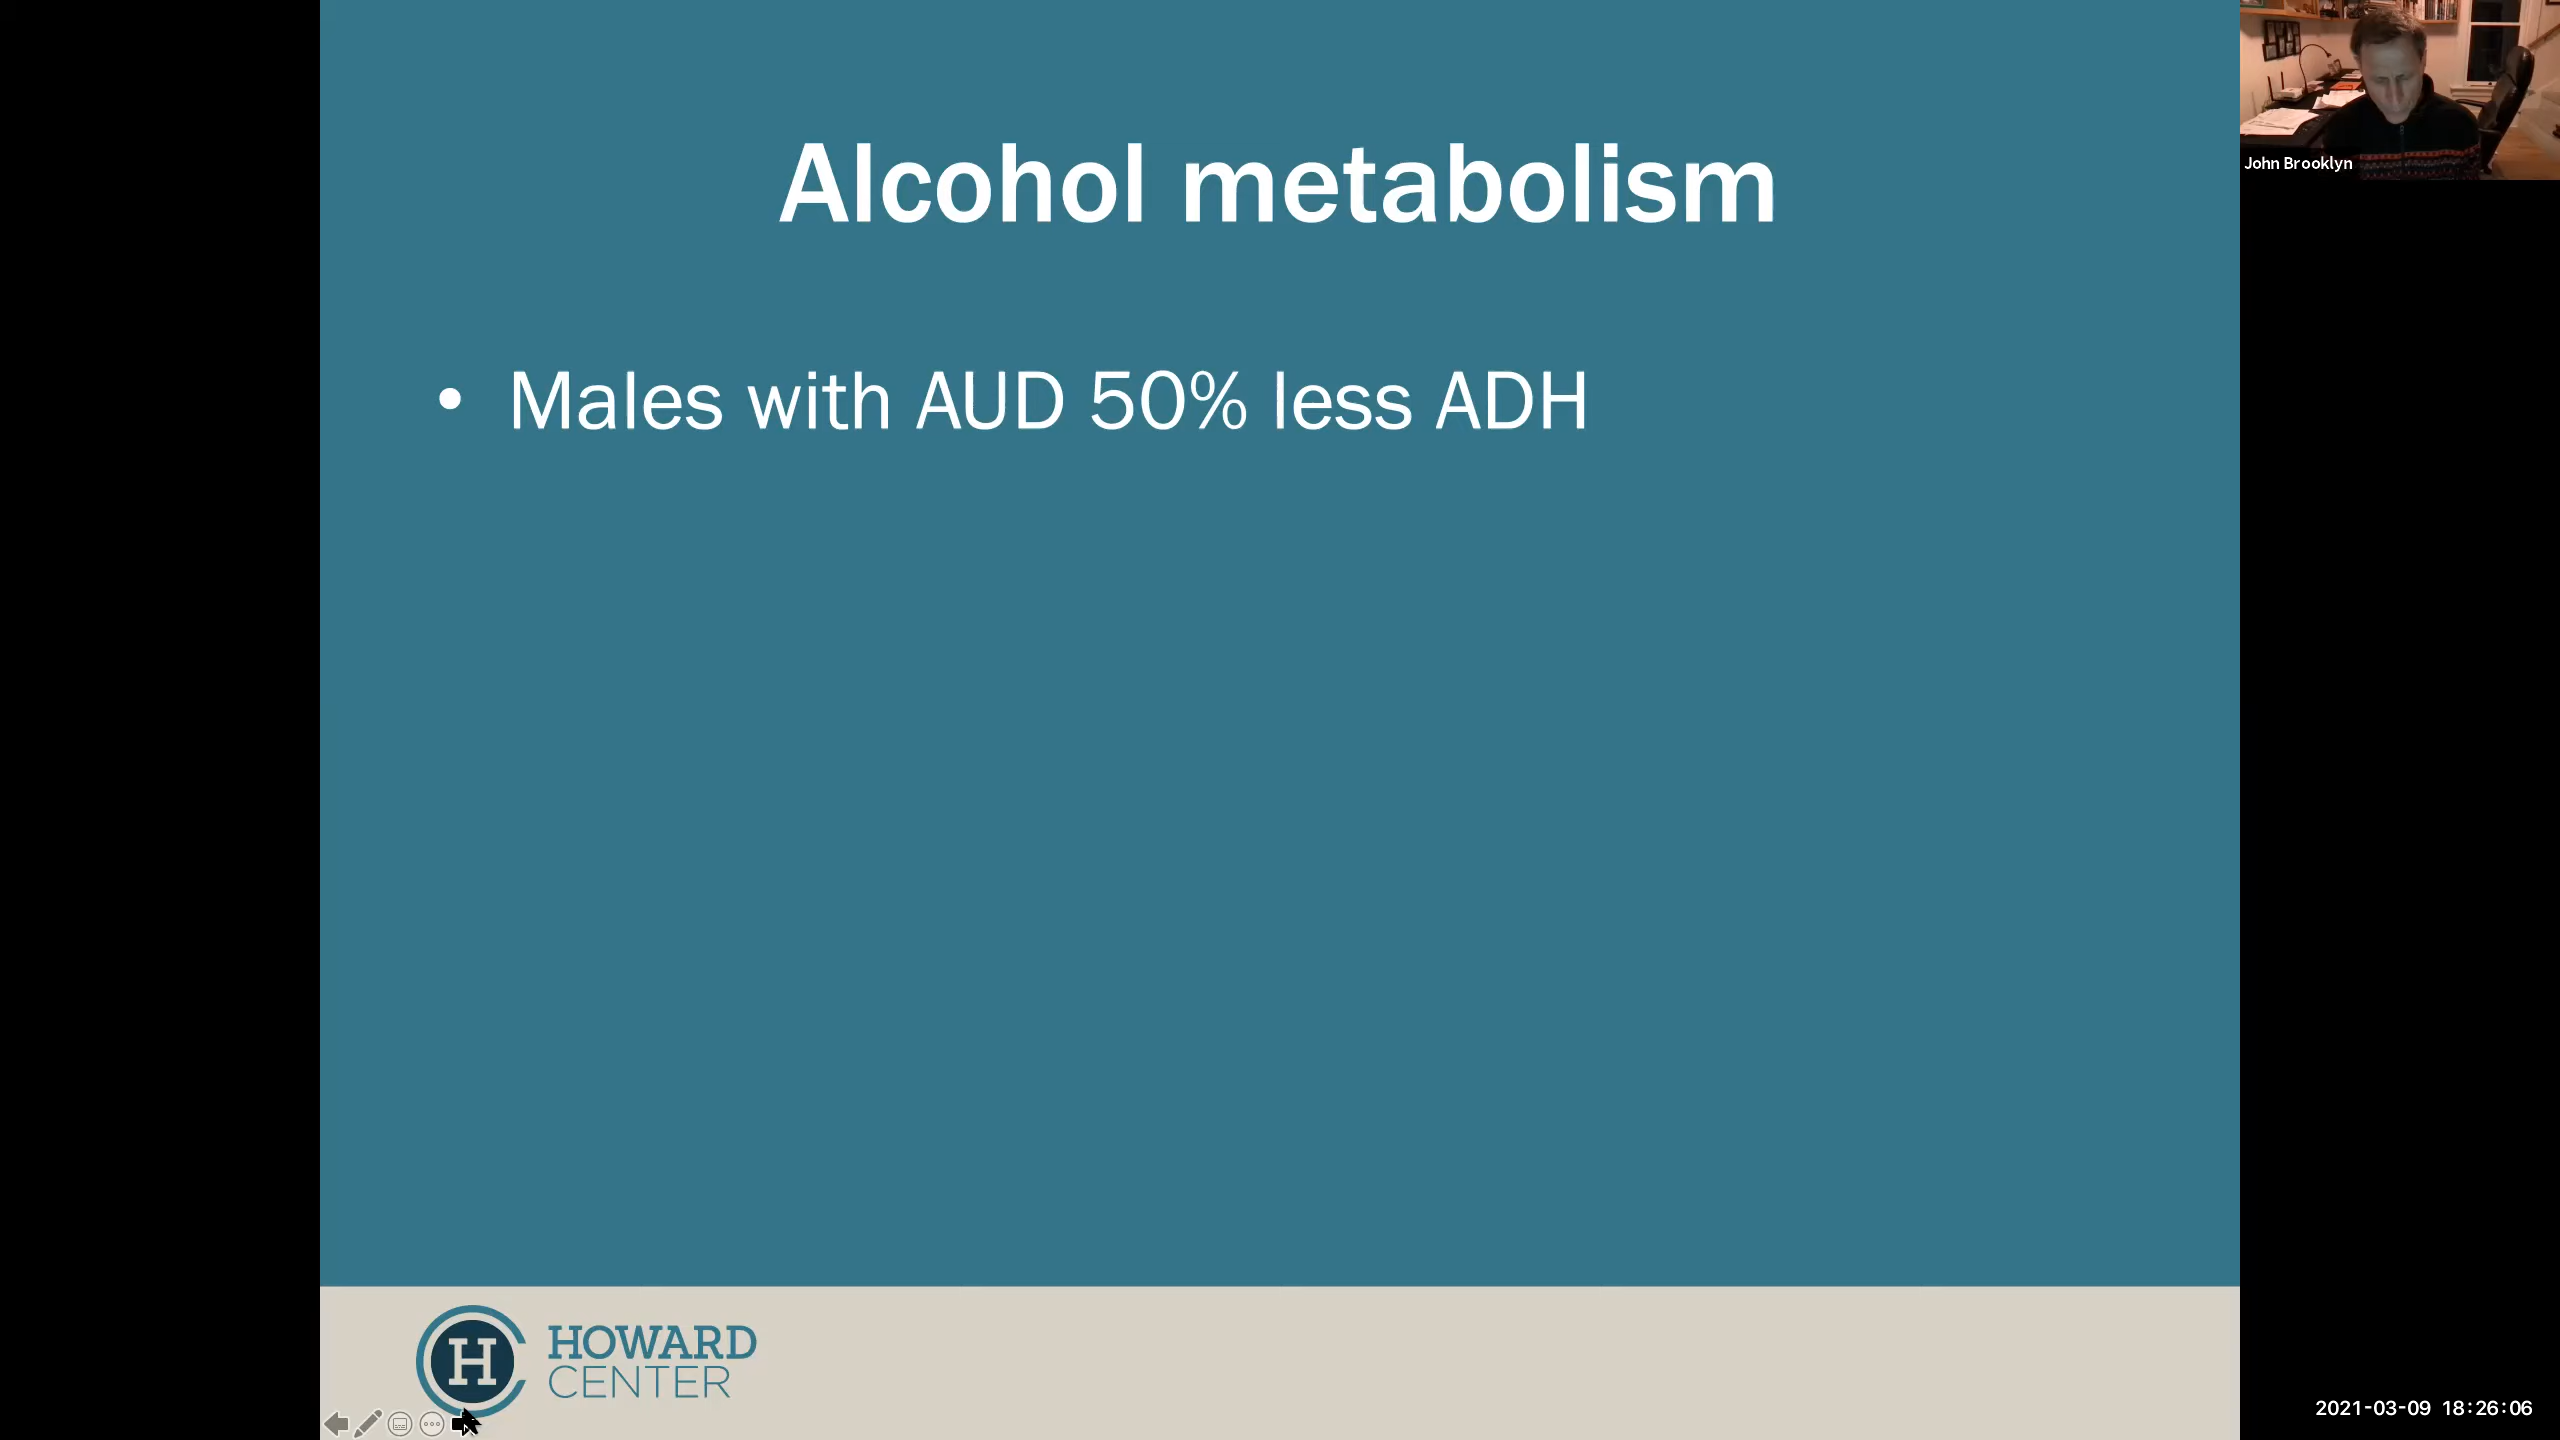 Alcohol metabolism
• Males with AUD 50% less ADH
John Brooklyn
H
HOWARD
CENTER
2021-03-09 18:26:06